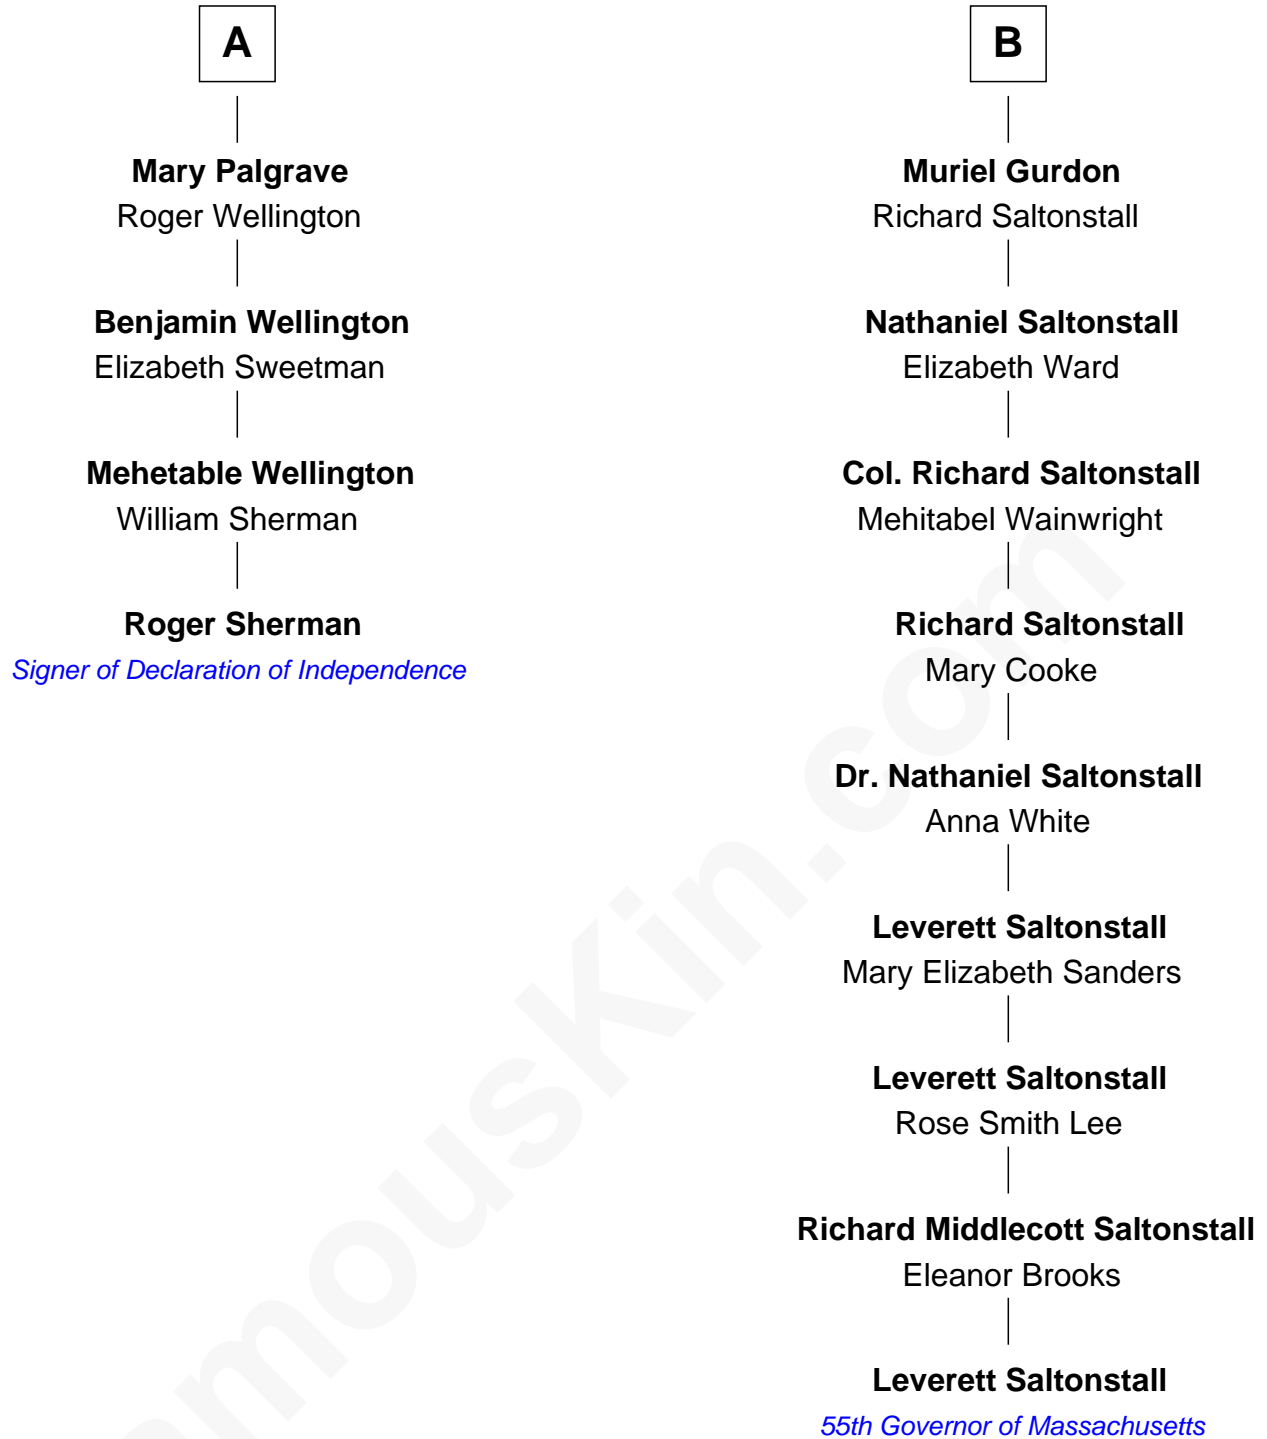 A
Mary Palgrave
Roger Wellington
Benjamin Wellington
Elizabeth Sweetman
Mehetable Wellington
William Sherman
Roger Sherman
Signer of Declaration of Independence
B
Muriel Gurdon
Richard Saltonstall
Nathaniel Saltonstall
Elizabeth Ward
Col. Richard Saltonstall
Mehitabel Wainwright
Richard Saltonstall
Mary Cooke
Dr. Nathaniel Saltonstall
Anna White
Leverett Saltonstall
Mary Elizabeth Sanders
Leverett Saltonstall
Rose Smith Lee
Richard Middlecott Saltonstall
Eleanor Brooks
Leverett Saltonstall
55th Governor of Massachusetts
amouskin.com